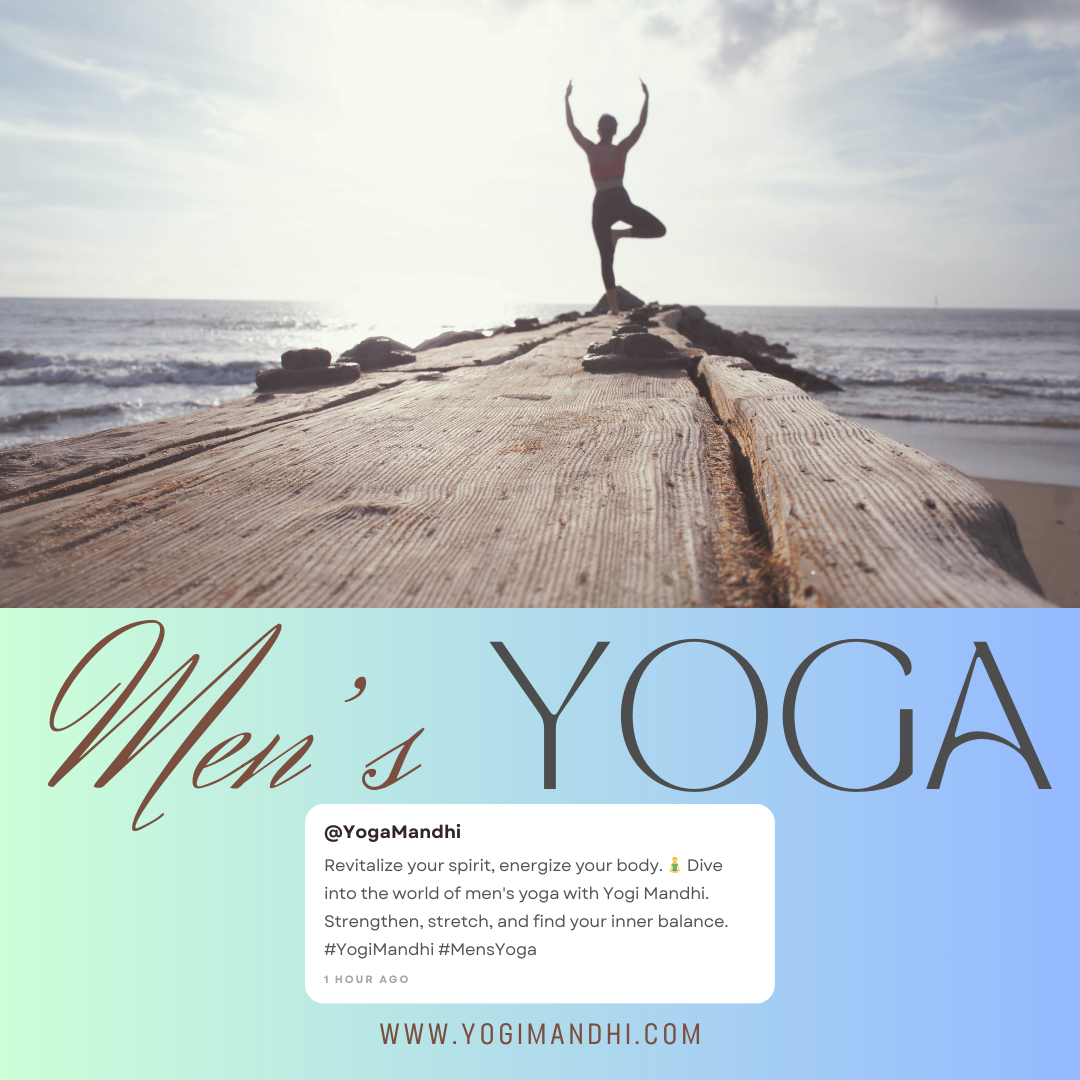 Men's YOGA
@YogaMandhi
Revitalize your spirit, energize your body. 🧘‍♂️ Dive
into the world of men's yoga with Yogi Mandhi.
Strengthen, stretch, and find your inner balance.
#YogiMandhi #MensYoga
1 HOUR AGO
WWW.YOGIMANDHI.COM